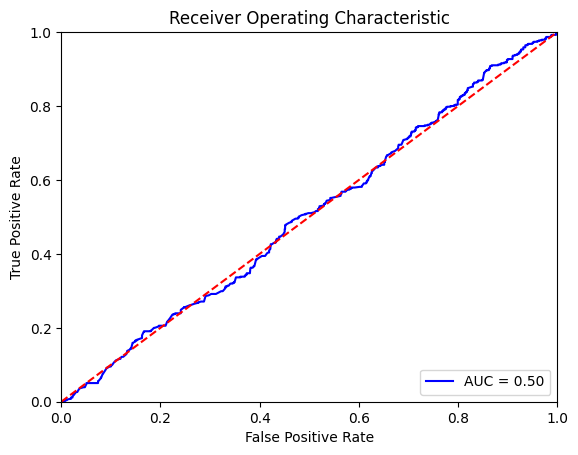 Receiver Operating Characteristic
True Positive Rate
1.0
0.8
0.6
0.4
0.2
0.0
AUC = 0.50
0.0 0.2 0.4 0.6 0.8 1.0
False Positive Rate